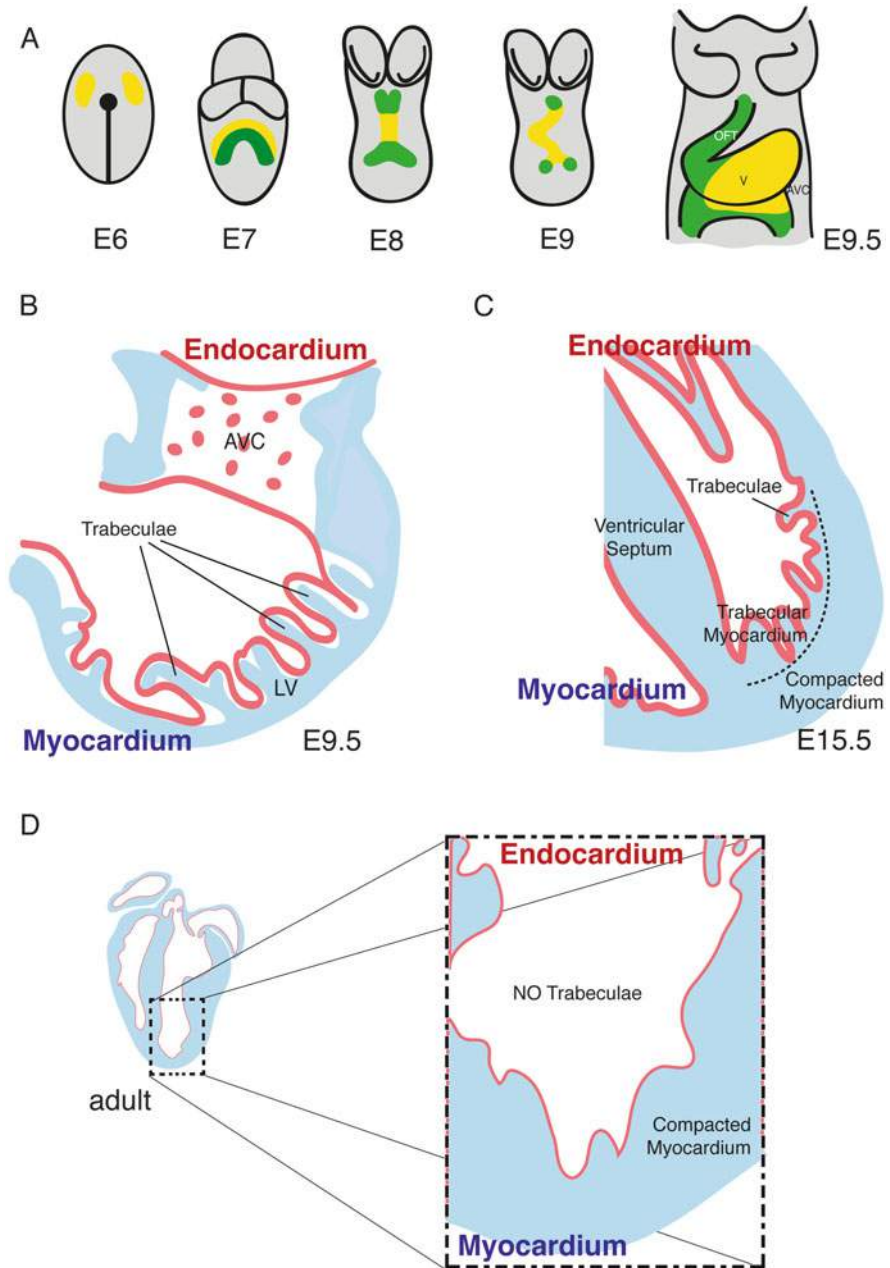 A
E6
E7
E8
E9
OFT
V
AVC
E9.5
B
Endocardium
AVC
Trabeculae
LV
Myocardium
E9.5
C
Endocardium
Trabeculae
Ventricular
Septum
Trabecular
Myocardium
Myocardium
Compacted
Myocardium
E15.5
D
adult
Endocardium
NO Trabeculae
Compacted
Myocardium
Myocardium